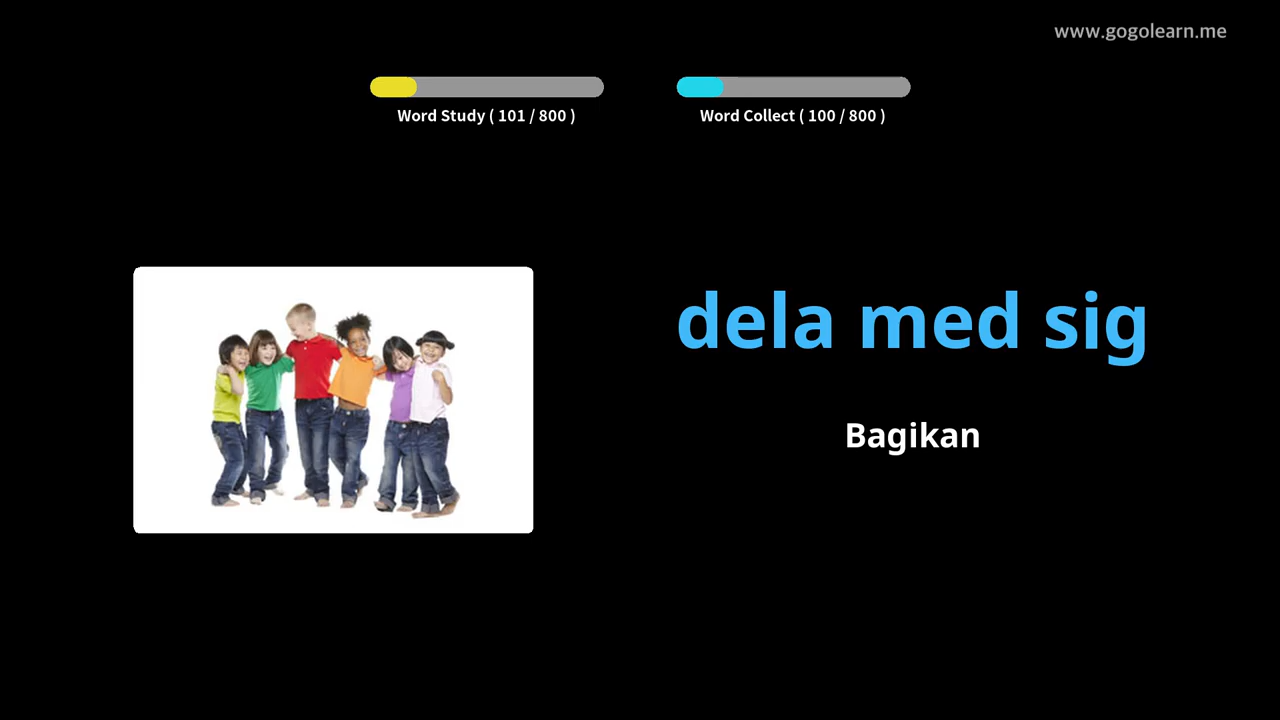 www.gogolearn.me
Word Study ( 101 / 800 )
Word Collect ( 100 / 800 )
dela med sig
Bagikan